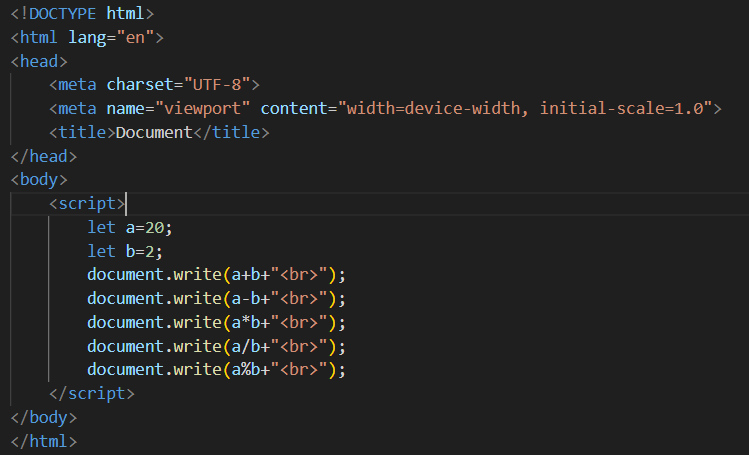 <!DOCTYPE html>
<html lang="en">
<head>
    <meta charset="UTF-8">
    <meta name="viewport" content="width=device-width, initial-scale=1.0">
    <title>Document</title>
</head>
<body>
    <script>
        let a=20;
        let b=2;
        document.write(a+b+"<br>");
        document.write(a-b+"<br>");
        document.write(a*b+"<br>");
        document.write(a/b+"<br>");
        document.write(a%b+"<br>");
    </script>
</body>
</html>